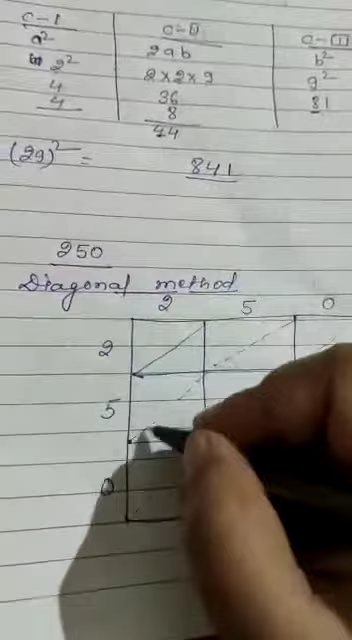 C-I C-II C-III
a² 2ab b²
2² 2×2×9 9²
4 36 81
4 8
44
(29)² = 841
250
Diagonal method
2 5 0
2
5
0